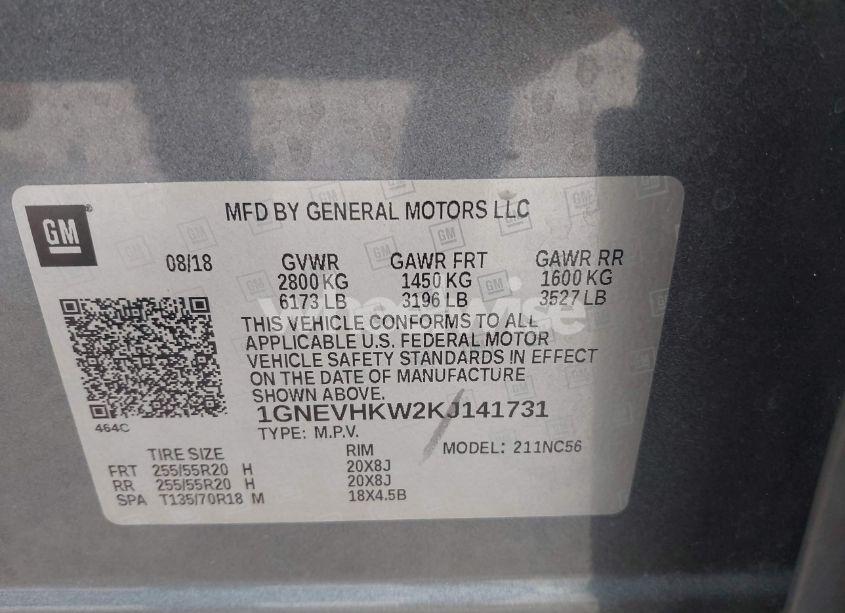 GM
MFD BY GENERAL MOTORS LLC
08/18 GVWR GAWR FRT GAWR RR
2800 KG 1450 KG 1600 KG
6173 LB 3196 LB 3527 LB
THIS VEHICLE CONFORMS TO ALL
APPLICABLE U.S. FEDERAL MOTOR
VEHICLE SAFETY STANDARDS IN EFFECT
ON THE DATE OF MANUFACTURE
SHOWN ABOVE.
1GNEVHKW2KJ141731
464C
TYPE: M.P.V. MODEL: 211NC56
TIRE SIZE RIM
FRT 255/55R20 H 20X8J
RR 255/55R20 H 20X8J
SPA T135/70R18 M 18X4.5B